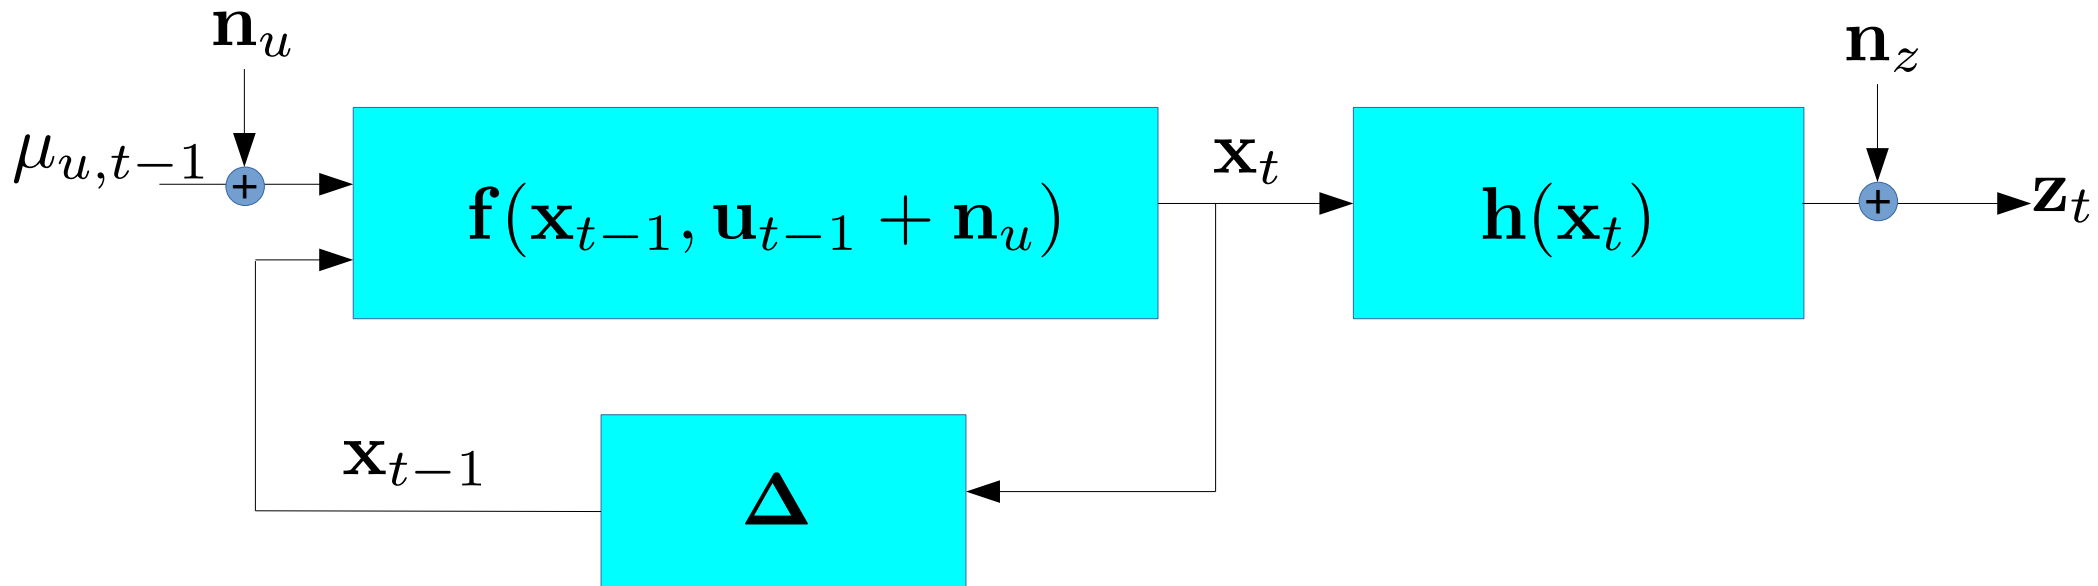 n_u
n_z
μ_{u,t−1}
+
f(x_{t−1}, u_{t−1} + n_u)
x_t
h(x_t)
+
z_t
x_{t−1}
Δ